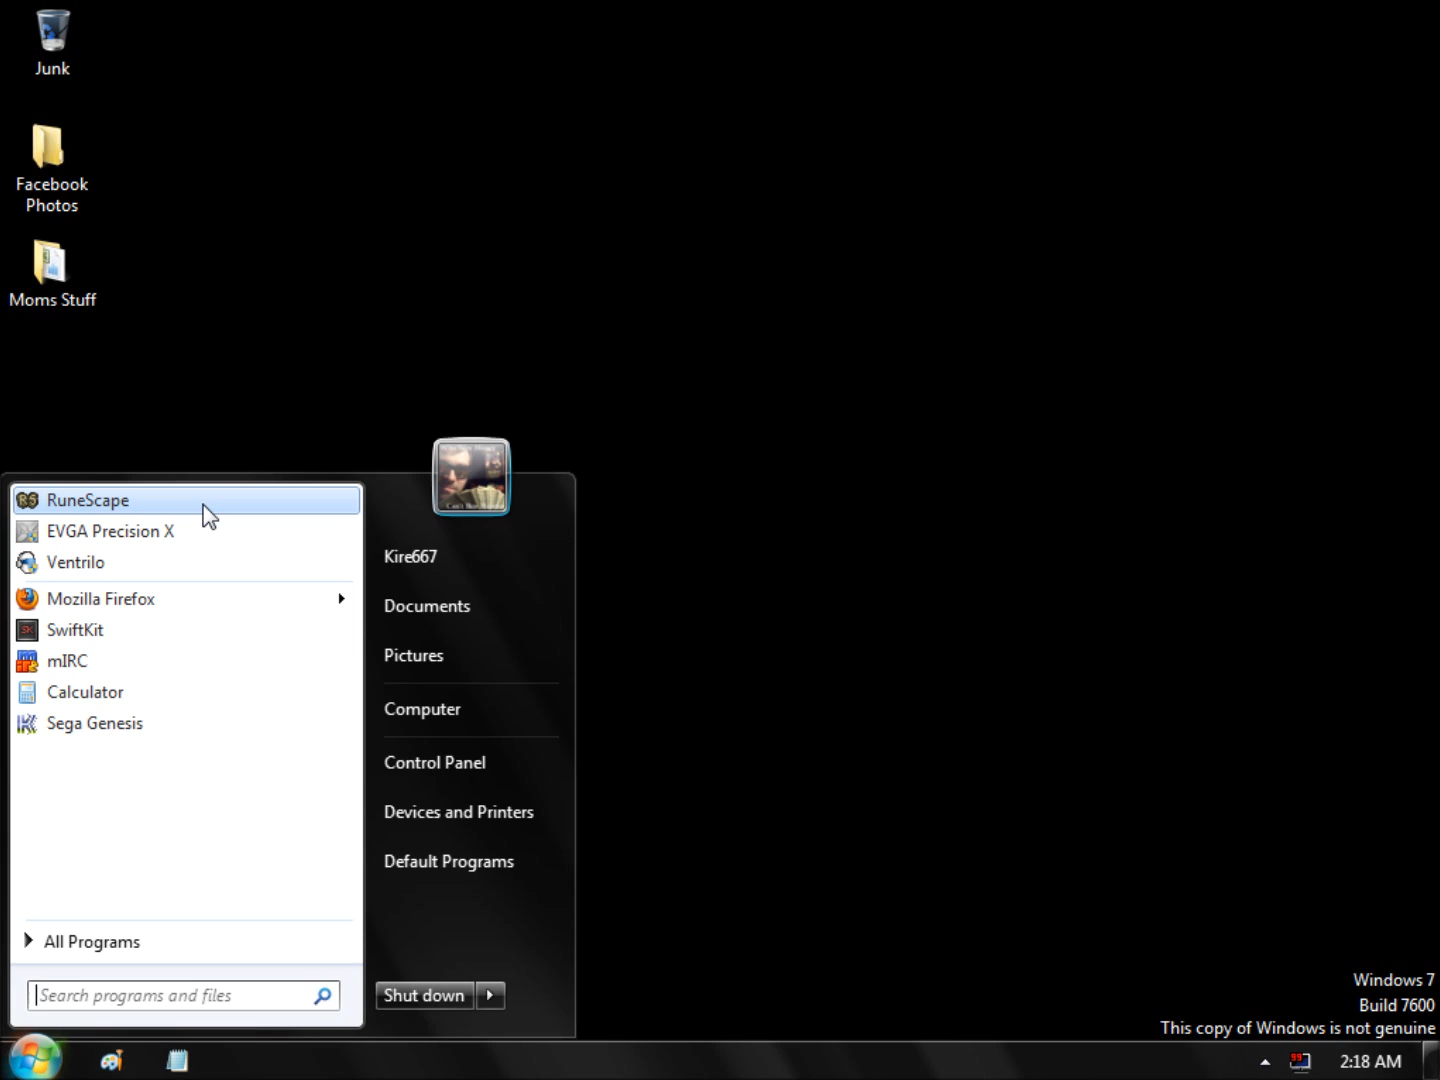 Junk
Facebook
Photos
Moms Stuff
RuneScape
EVGA Precision X
Ventrilo
Mozilla Firefox
SwiftKit
mIRC
Calculator
Sega Genesis
All Programs
Search programs and files
Kire667
Documents
Pictures
Computer
Control Panel
Devices and Printers
Default Programs
Shut down
Windows 7
Build 7600
This copy of Windows is not genuine
99
2:18 AM